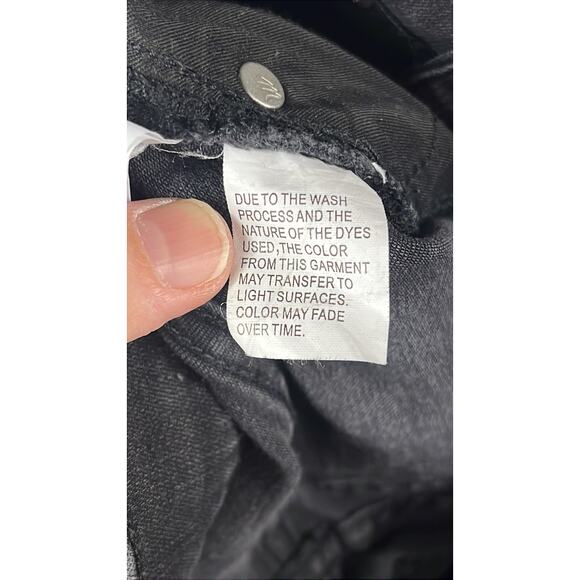 DUE TO THE WASH
PROCESS AND THE
NATURE OF THE DYES
USED ,THE COLOR
FROM THIS GARMENT
MAY TRANSFER TO
LIGHT SURFACES.
COLOR MAY FADE
OVER TIME.